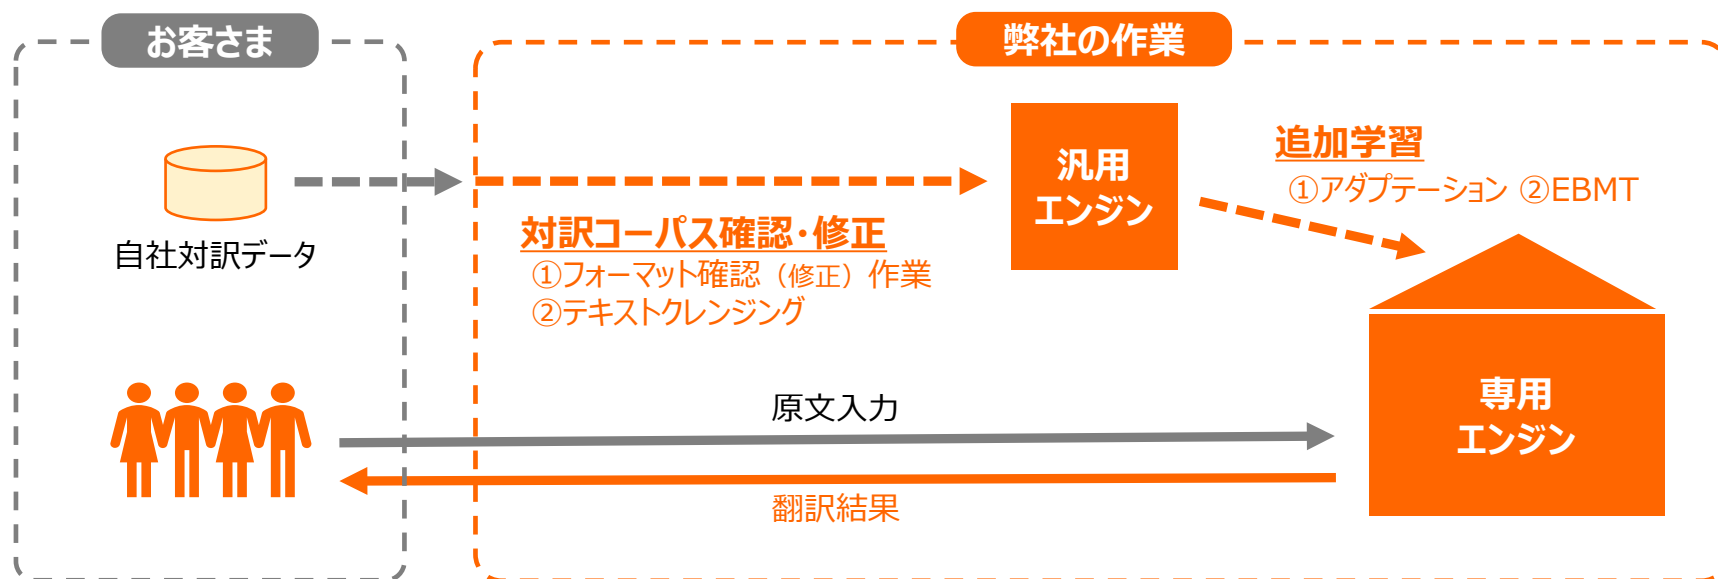 お客さま
弊社の作業
自社対訳データ
対訳コーパス確認・修正
①フォーマット確認（修正）作業
②テキストクレンジング
汎用
エンジン
追加学習
①アダプテーション ②EBMT
専用
エンジン
原文入力
翻訳結果